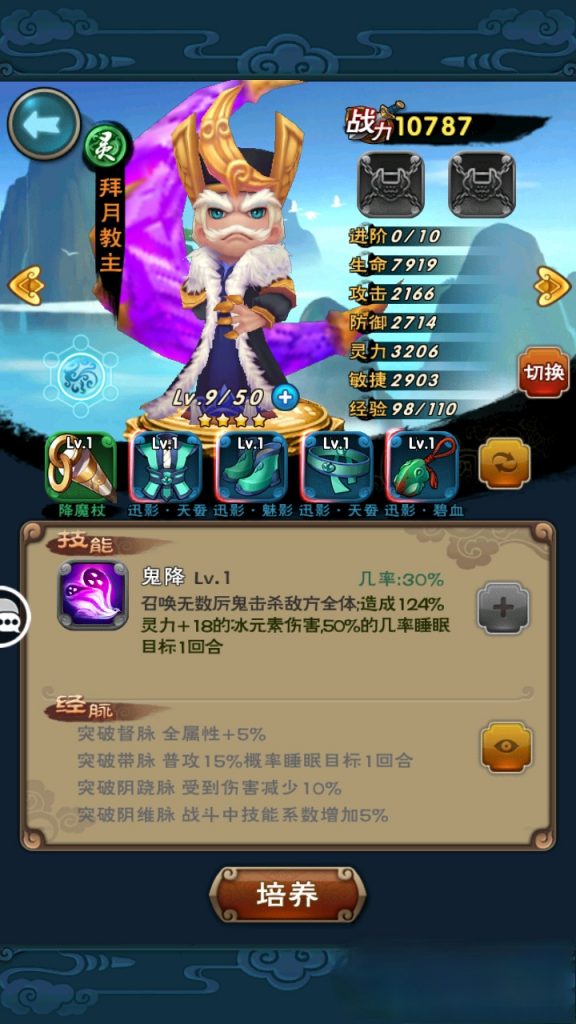 战力10787
灵
拜月教主
进阶0/10
生命7919
攻击2166
防御2714
灵力3206
敏捷2903
经验98/110
切换
Lv.9/50
Lv.1 Lv.1 Lv.1 Lv.1 Lv.1
降魔杖 迅影·天蚕 迅影·魅影 迅影·天蚕 迅影·碧血
技能
鬼降 Lv.1 几率:30%
召唤无数厉鬼击杀敌方全体;造成124%
灵力+18的冰元素伤害,50%的几率睡眠
目标1回合
经脉
突破督脉 全属性+5%
突破带脉 普攻15%概率睡眠目标1回合
突破阴跷脉 受到伤害减少10%
突破阴维脉 战斗中技能系数增加5%
培养